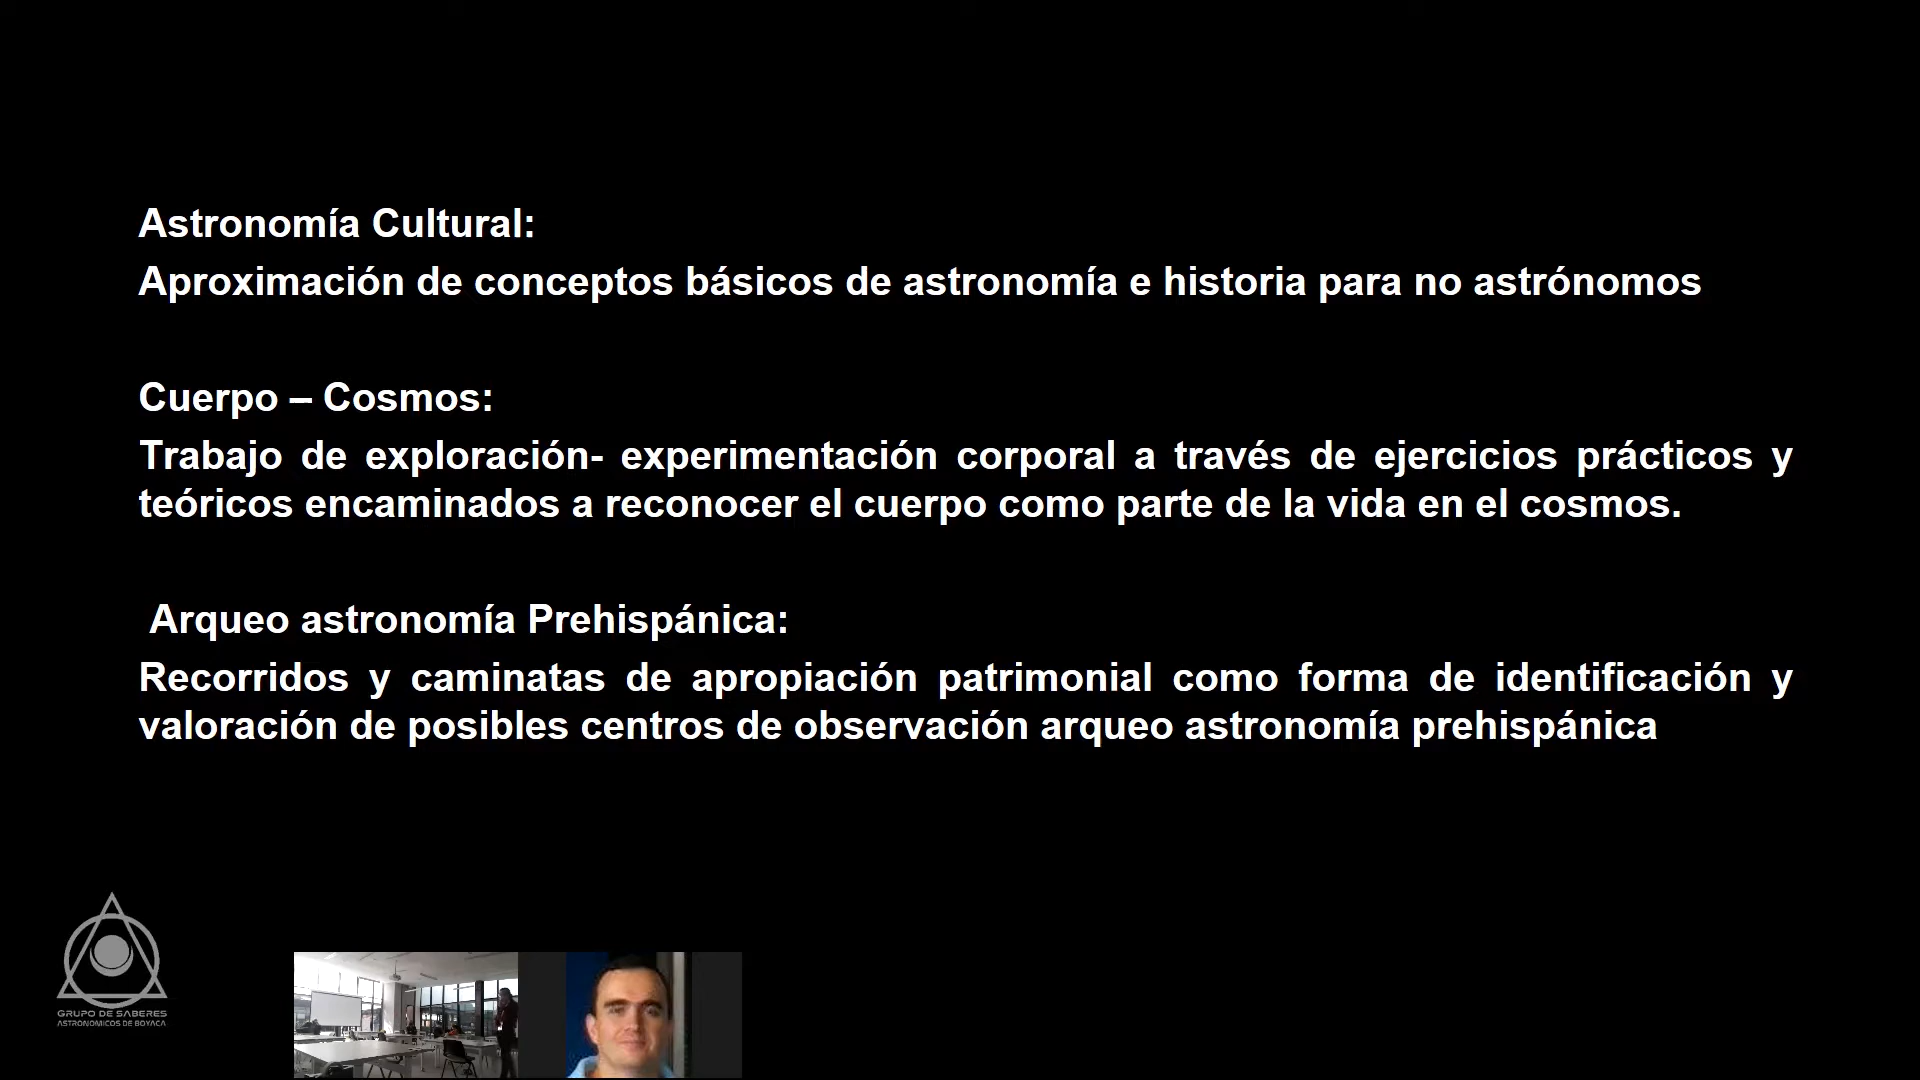 Astronomía Cultural:
Aproximación de conceptos básicos de astronomía e historia para no astrónomos
Cuerpo – Cosmos:
Trabajo de exploración- experimentación corporal a través de ejercicios prácticos y
teóricos encaminados a reconocer el cuerpo como parte de la vida en el cosmos.
Arqueo astronomía Prehispánica:
Recorridos y caminatas de apropiación patrimonial como forma de identificación y
valoración de posibles centros de observación arqueo astronomía prehispánica
GRUPO DE SABERES
ASTRONOMICOS DE BOYACA